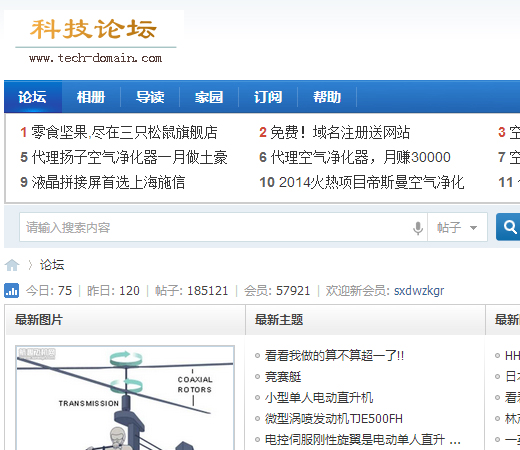 科技论坛
www.tech-domain.com
论坛 相册 导读 家园 订阅 帮助
1 零食坚果,尽在三只松鼠旗舰店 2 免费！域名注册送网站 3 空
5 代理扬子空气净化器一月做土豪 6 代理空气净化器，月赚30000 7 空
9 液晶拼接屏首选上海施信 10 2014火热项目帝斯曼空气净化 11
请输入搜索内容 帖子
论坛
今日: 75 | 昨日: 120 | 帖子: 185121 | 会员: 57921 | 欢迎新会员: sxdwzkgr
最新图片 最新主题 最新
看看我做的算不算超一了!! HH
竞赛艇 日本
小型单人电动直升机 看看
微型涡喷发动机TJE500FH 林
电控伺服刚性旋翼是电动单人直升 ... 一
COAXIAL
ROTORS
TRANSMISSION